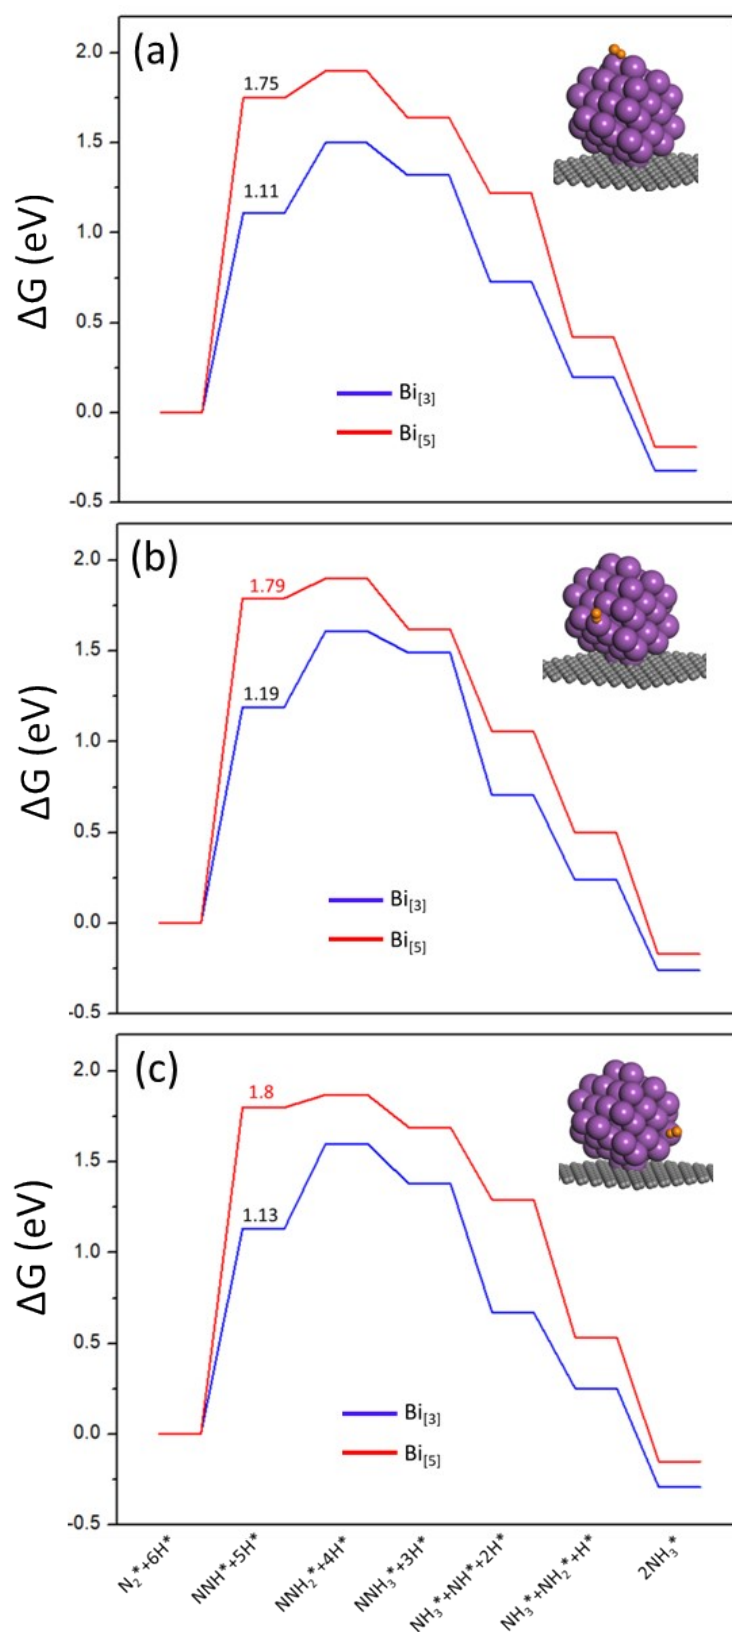 (a)
ΔG (eV)
2.0
1.5
1.0
0.5
0.0
-0.5
1.75
1.11
Bi[3]
Bi[5]
(b)
ΔG (eV)
2.0
1.5
1.0
0.5
0.0
-0.5
1.79
1.19
Bi[3]
Bi[5]
(c)
ΔG (eV)
2.0
1.5
1.0
0.5
0.0
-0.5
1.8
1.13
Bi[3]
Bi[5]
N₂*+6H*
NNH*+5H*
NNH₂*+4H*
NNH₃*+3H*
NH₃*+NH*+2H*
NH₃*+NH₂*+H*
2NH₃*